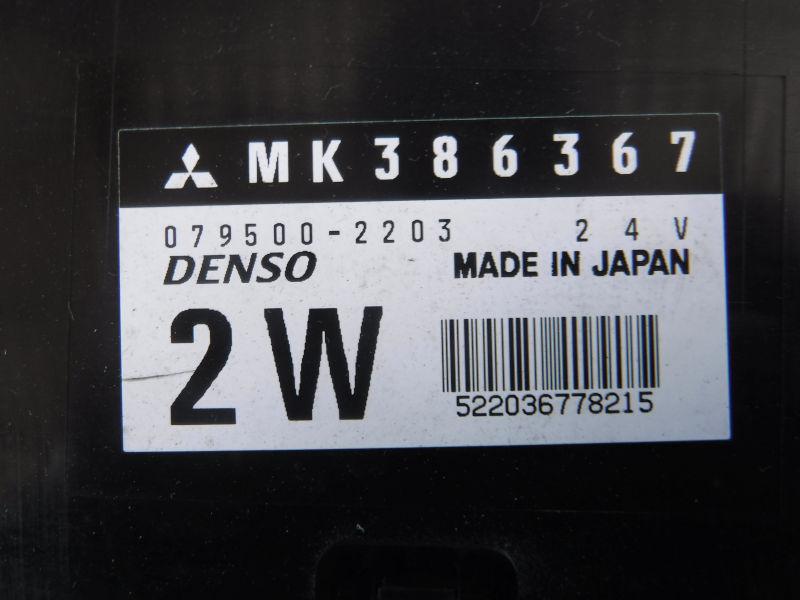 MK386367
079500-2203 24V
DENSO MADE IN JAPAN
2W
522036778215